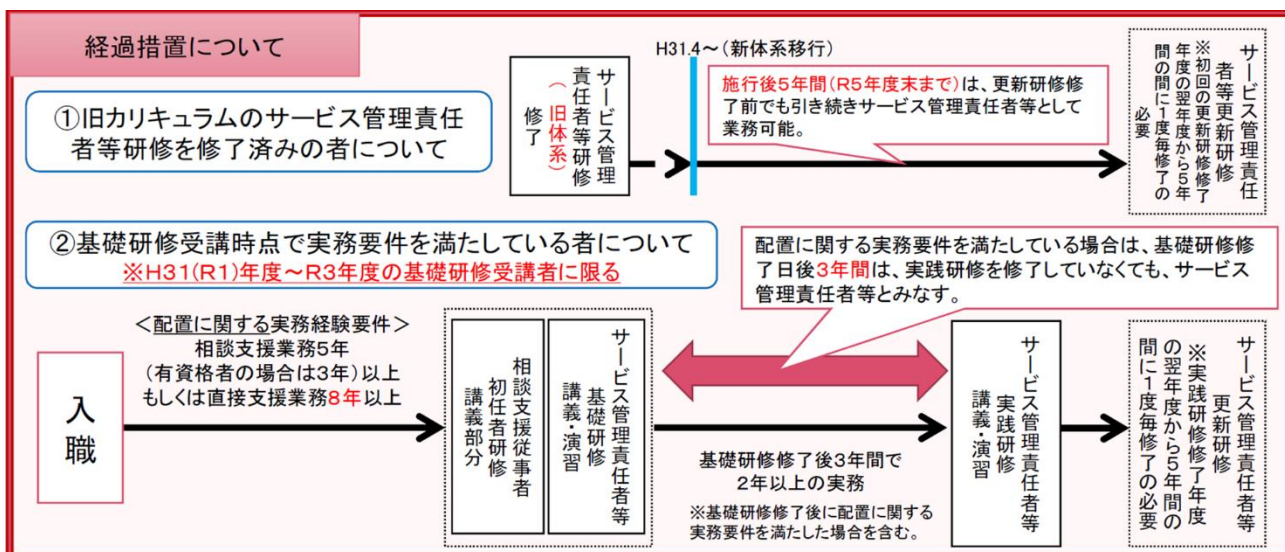 経過措置について
①旧カリキュラムのサービス管理責任
者等研修を修了済みの者について
サービス管理
責任者等研修
(旧体系)
修了
H31.4～(新体系移行)
施行後5年間(R5年度末まで)は、更新研修修
了前でも引き続きサービス管理責任者等として
業務可能。
サービス管理責任
者等更新研修
※初回の更新研修修了
年度の翌年度から5年
間の間に1度毎修了の
必要
②基礎研修受講時点で実務要件を満たしている者について
※H31(R1)年度～R3年度の基礎研修受講者に限る
配置に関する実務要件を満たしている場合は、基礎研修修
了日後3年間は、実践研修を修了していなくても、サービス
管理責任者等とみなす。
入職
＜配置に関する実務経験要件＞
相談支援業務5年
(有資格者の場合は3年)以上
もしくは直接支援業務8年以上
相談支援従事者
初任者研修
講義部分
サービス管理責任者等
基礎研修
講義・演習
基礎研修修了後3年間で
2年以上の実務
※基礎研修修了後に配置に関する
実務要件を満たした場合を含む。
サービス管理責任者等
実践研修
講義・演習
サービス管理責任者等
更新研修
※実践研修修了年度
の翌年度から5年間の
間に1度毎修了の必要